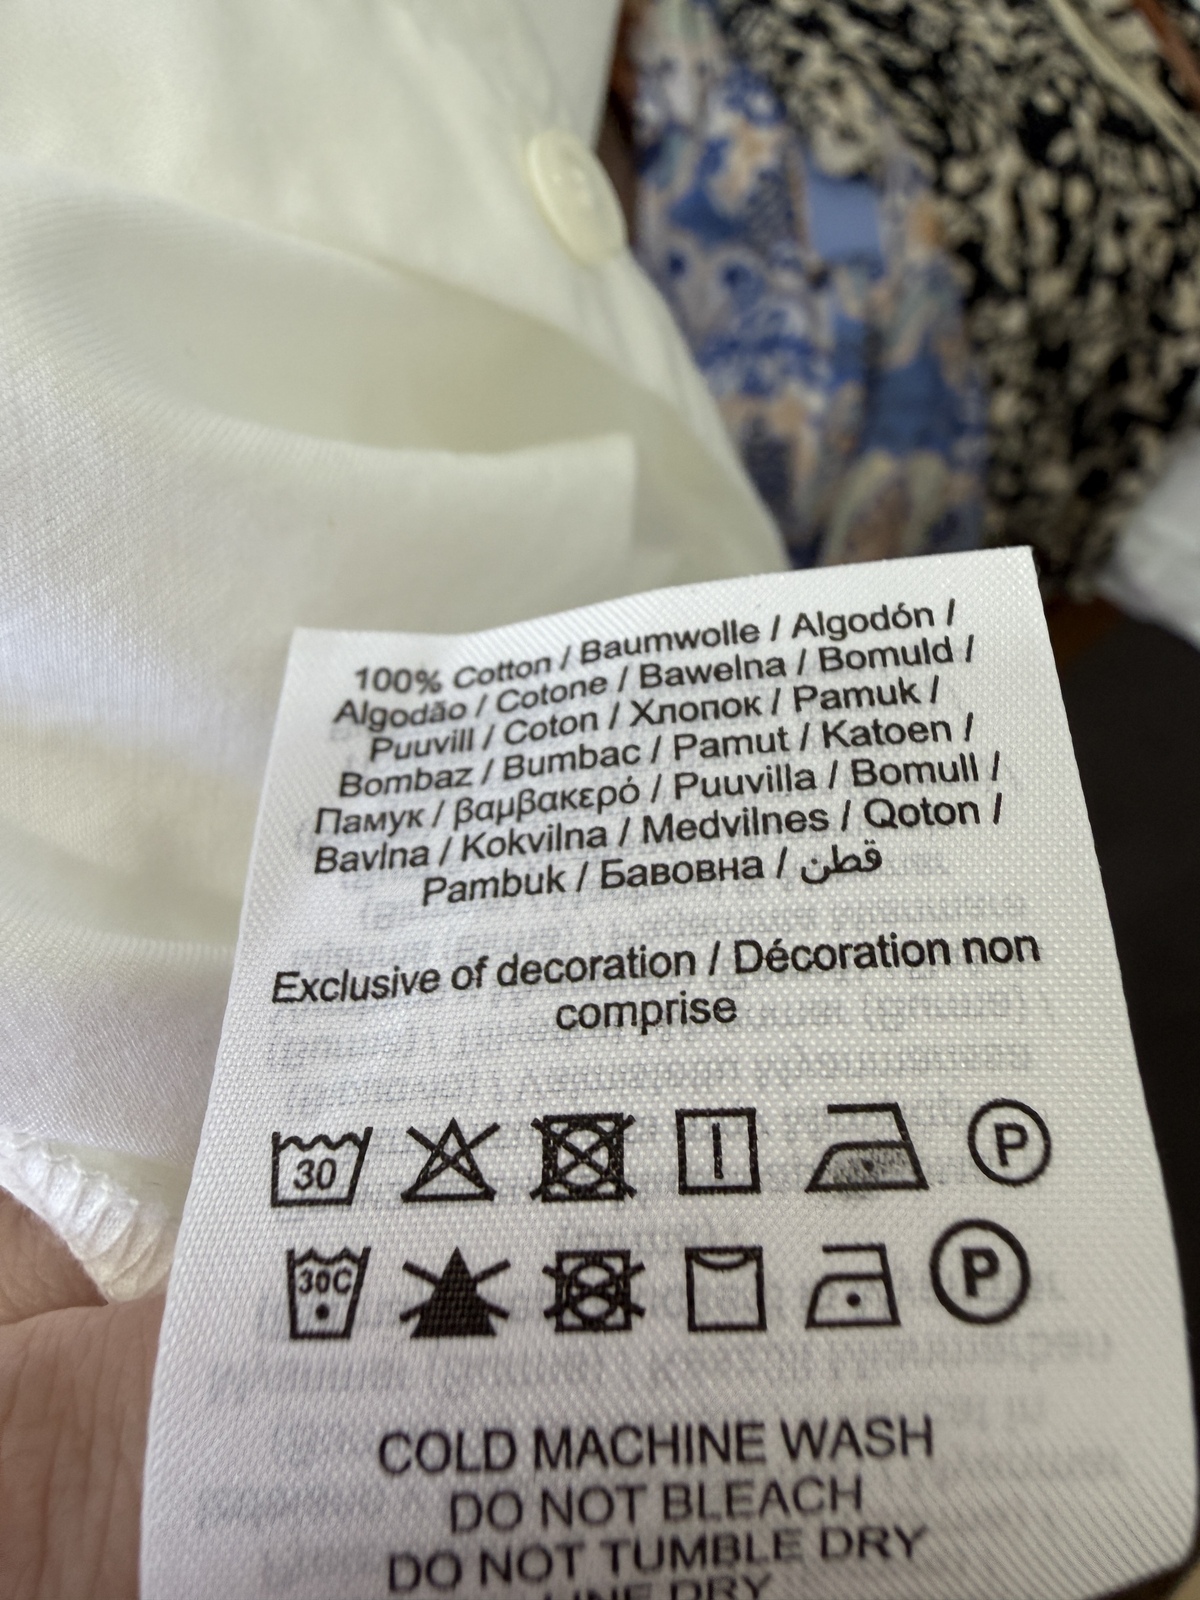 100% Cotton / Baumwolle / Algodón /
Algodão / Cotone / Bawelna / Bomuld /
Puuvill / Coton / Хлопок / Pamuk /
Bombaz / Bumbac / Pamut / Katoen /
Памук / βαμβακερό / Puuvilla / Bomull /
Bavlna / Kokvilna / Medvilnes / Qoton /
Pambuk / Бавовна / قطن
Exclusive of decoration / Décoration non
comprise
30 P
30C P
COLD MACHINE WASH
DO NOT BLEACH
DO NOT TUMBLE DRY
LINE DRY